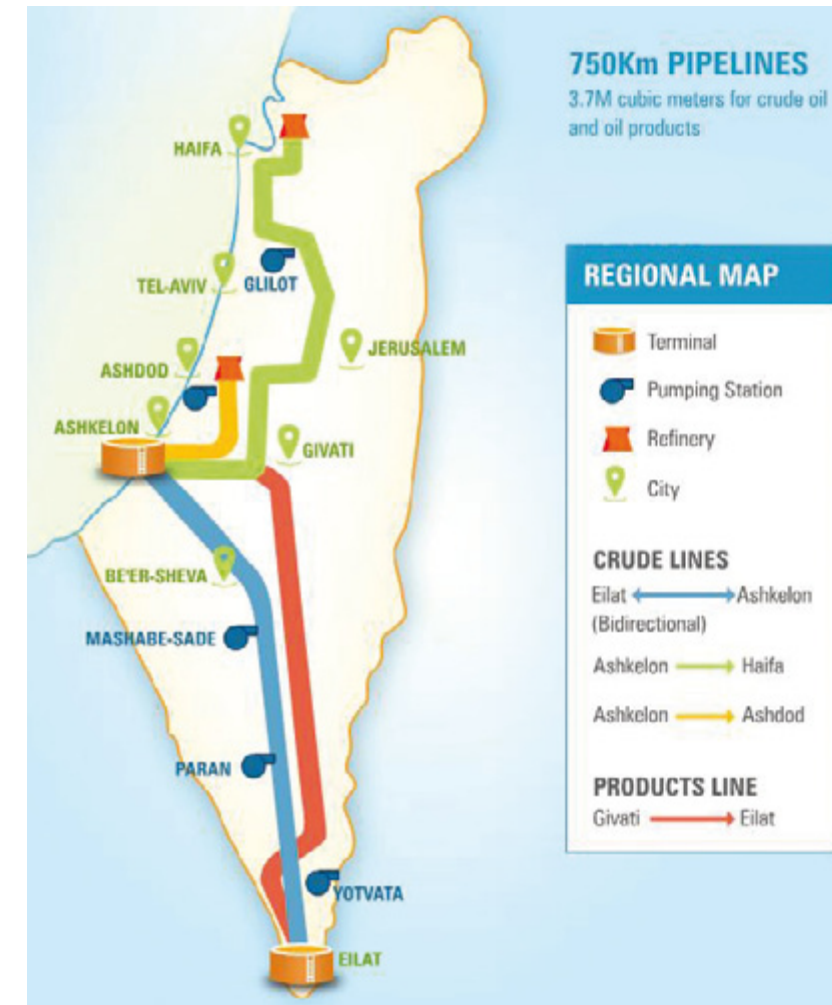 750Km PIPELINES
3.7M cubic meters for crude oil
and oil products
HAIFA
TEL-AVIV
GLILOT
JERUSALEM
ASHDOD
ASHKELON
GIVATI
BE'ER-SHEVA
MASHABE-SADE
PARAN
YOTVATA
EILAT
REGIONAL MAP
Terminal
Pumping Station
Refinery
City
CRUDE LINES
Eilat Ashkelon
(Bidirectional)
Ashkelon Haifa
Ashkelon Ashdod
PRODUCTS LINE
Givati Eilat